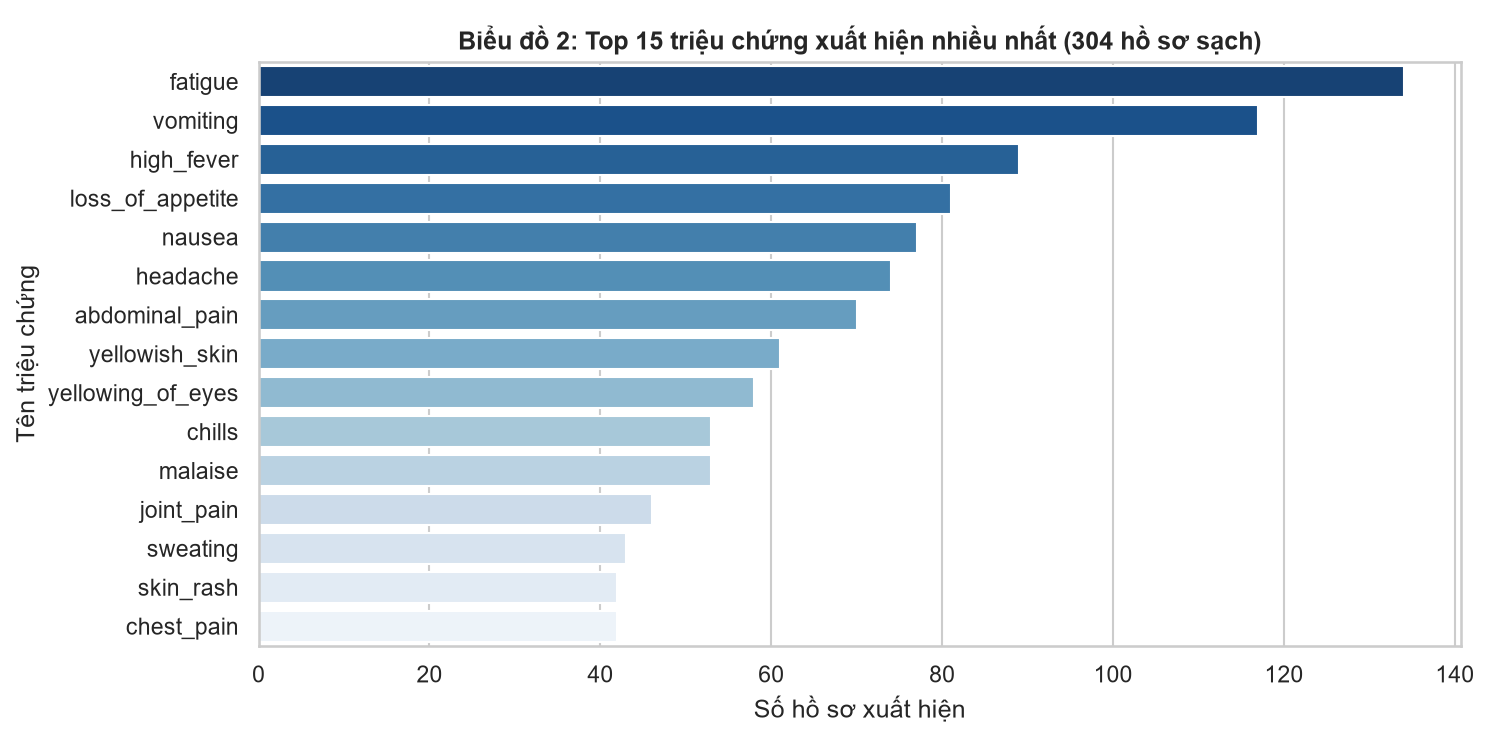 Biểu đồ 2: Top 15 triệu chứng xuất hiện nhiều nhất (304 hồ sơ sạch)
Tên triệu chứng
fatigue
vomiting
high_fever
loss_of_appetite
nausea
headache
abdominal_pain
yellowish_skin
yellowing_of_eyes
chills
malaise
joint_pain
sweating
skin_rash
chest_pain
0 20 40 60 80 100 120 140
Số hồ sơ xuất hiện